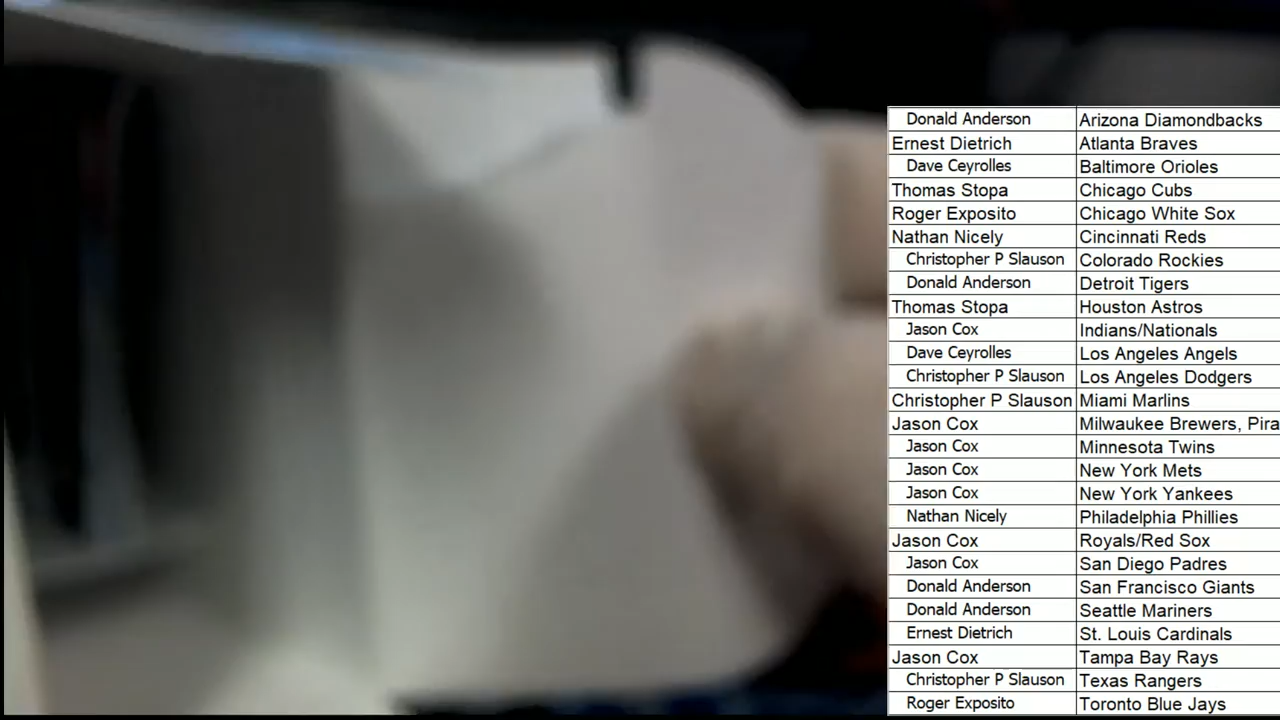 Donald Anderson Arizona Diamondbacks
Ernest Dietrich Atlanta Braves
Dave Ceyrolles Baltimore Orioles
Thomas Stopa Chicago Cubs
Roger Exposito Chicago White Sox
Nathan Nicely Cincinnati Reds
Christopher P Slauson Colorado Rockies
Donald Anderson Detroit Tigers
Thomas Stopa Houston Astros
Jason Cox Indians/Nationals
Dave Ceyrolles Los Angeles Angels
Christopher P Slauson Los Angeles Dodgers
Christopher P Slauson Miami Marlins
Jason Cox Milwaukee Brewers, Pira
Jason Cox Minnesota Twins
Jason Cox New York Mets
Jason Cox New York Yankees
Nathan Nicely Philadelphia Phillies
Jason Cox Royals/Red Sox
Jason Cox San Diego Padres
Donald Anderson San Francisco Giants
Donald Anderson Seattle Mariners
Ernest Dietrich St. Louis Cardinals
Jason Cox Tampa Bay Rays
Christopher P Slauson Texas Rangers
Roger Exposito Toronto Blue Jays